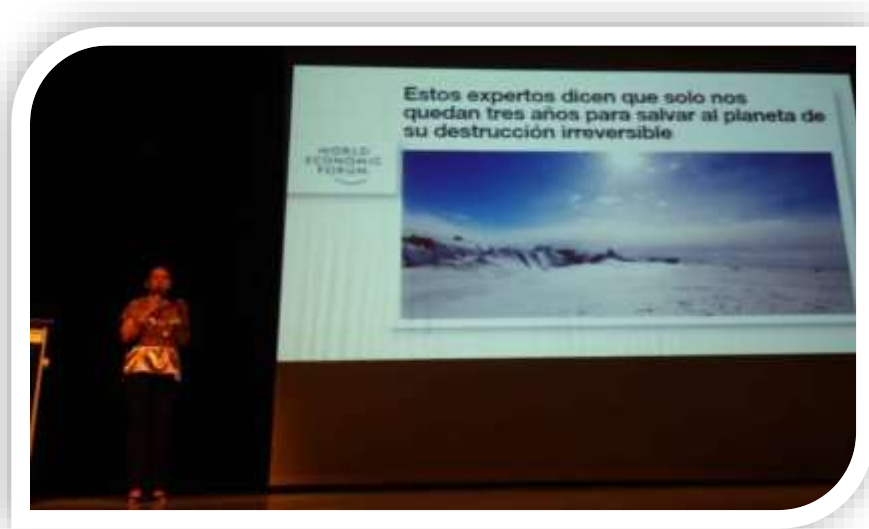 Estos expertos dicen que solo nos
quedan tres años para salvar al planeta de
su destrucción irreversible
WORLD
ECONOMIC
FORUM